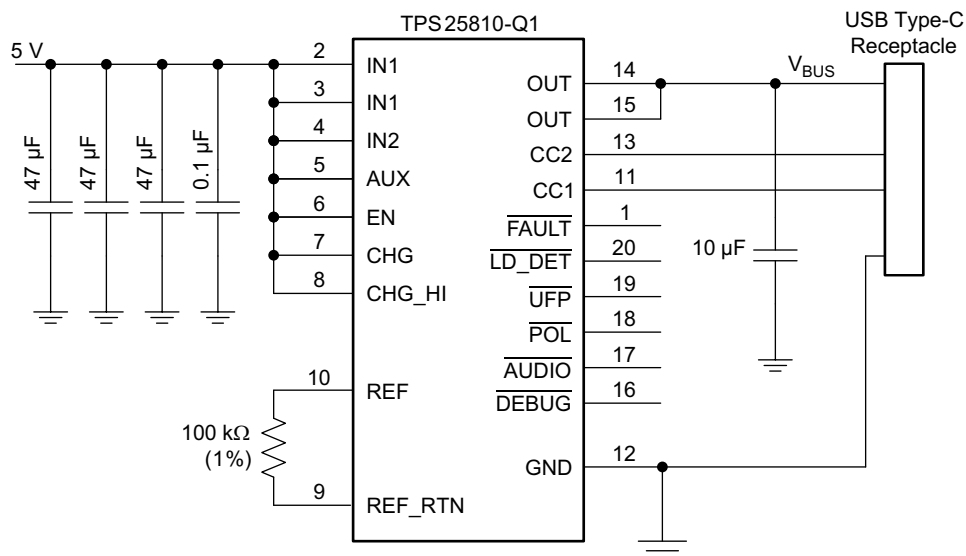 TPS25810-Q1
USB Type-C
Receptacle
5 V
47 µF
47 µF
47 µF
0.1 µF
2
IN1
3
IN1
4
IN2
5
AUX
6
EN
7
CHG
8
CHG_HI
10
REF
100 kΩ
(1%)
9
REF_RTN
OUT
14
VBUS
OUT
15
CC2
13
CC1
11
FAULT
1
LD_DET
20
UFP
19
POL
18
AUDIO
17
DEBUG
16
GND
12
10 µF